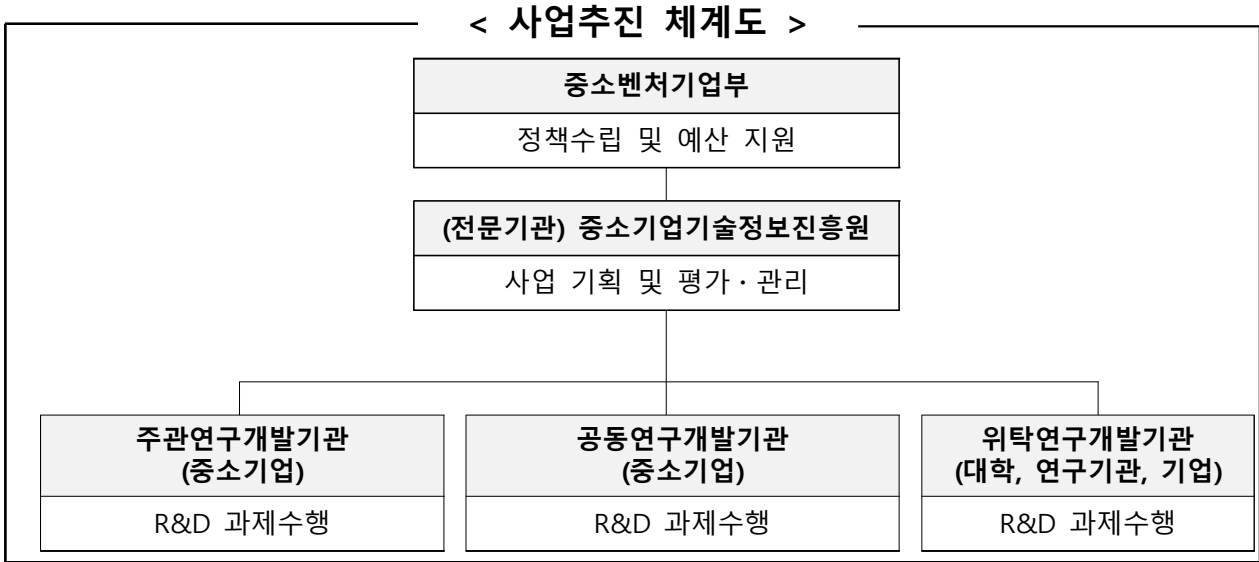 < 사업추진 체계도 >
중소벤처기업부
정책수립 및 예산 지원
(전문기관) 중소기업기술정보진흥원
사업 기획 및 평가·관리
주관연구개발기관
(중소기업)
R&D 과제수행
공동연구개발기관
(중소기업)
R&D 과제수행
위탁연구개발기관
(대학, 연구기관, 기업)
R&D 과제수행